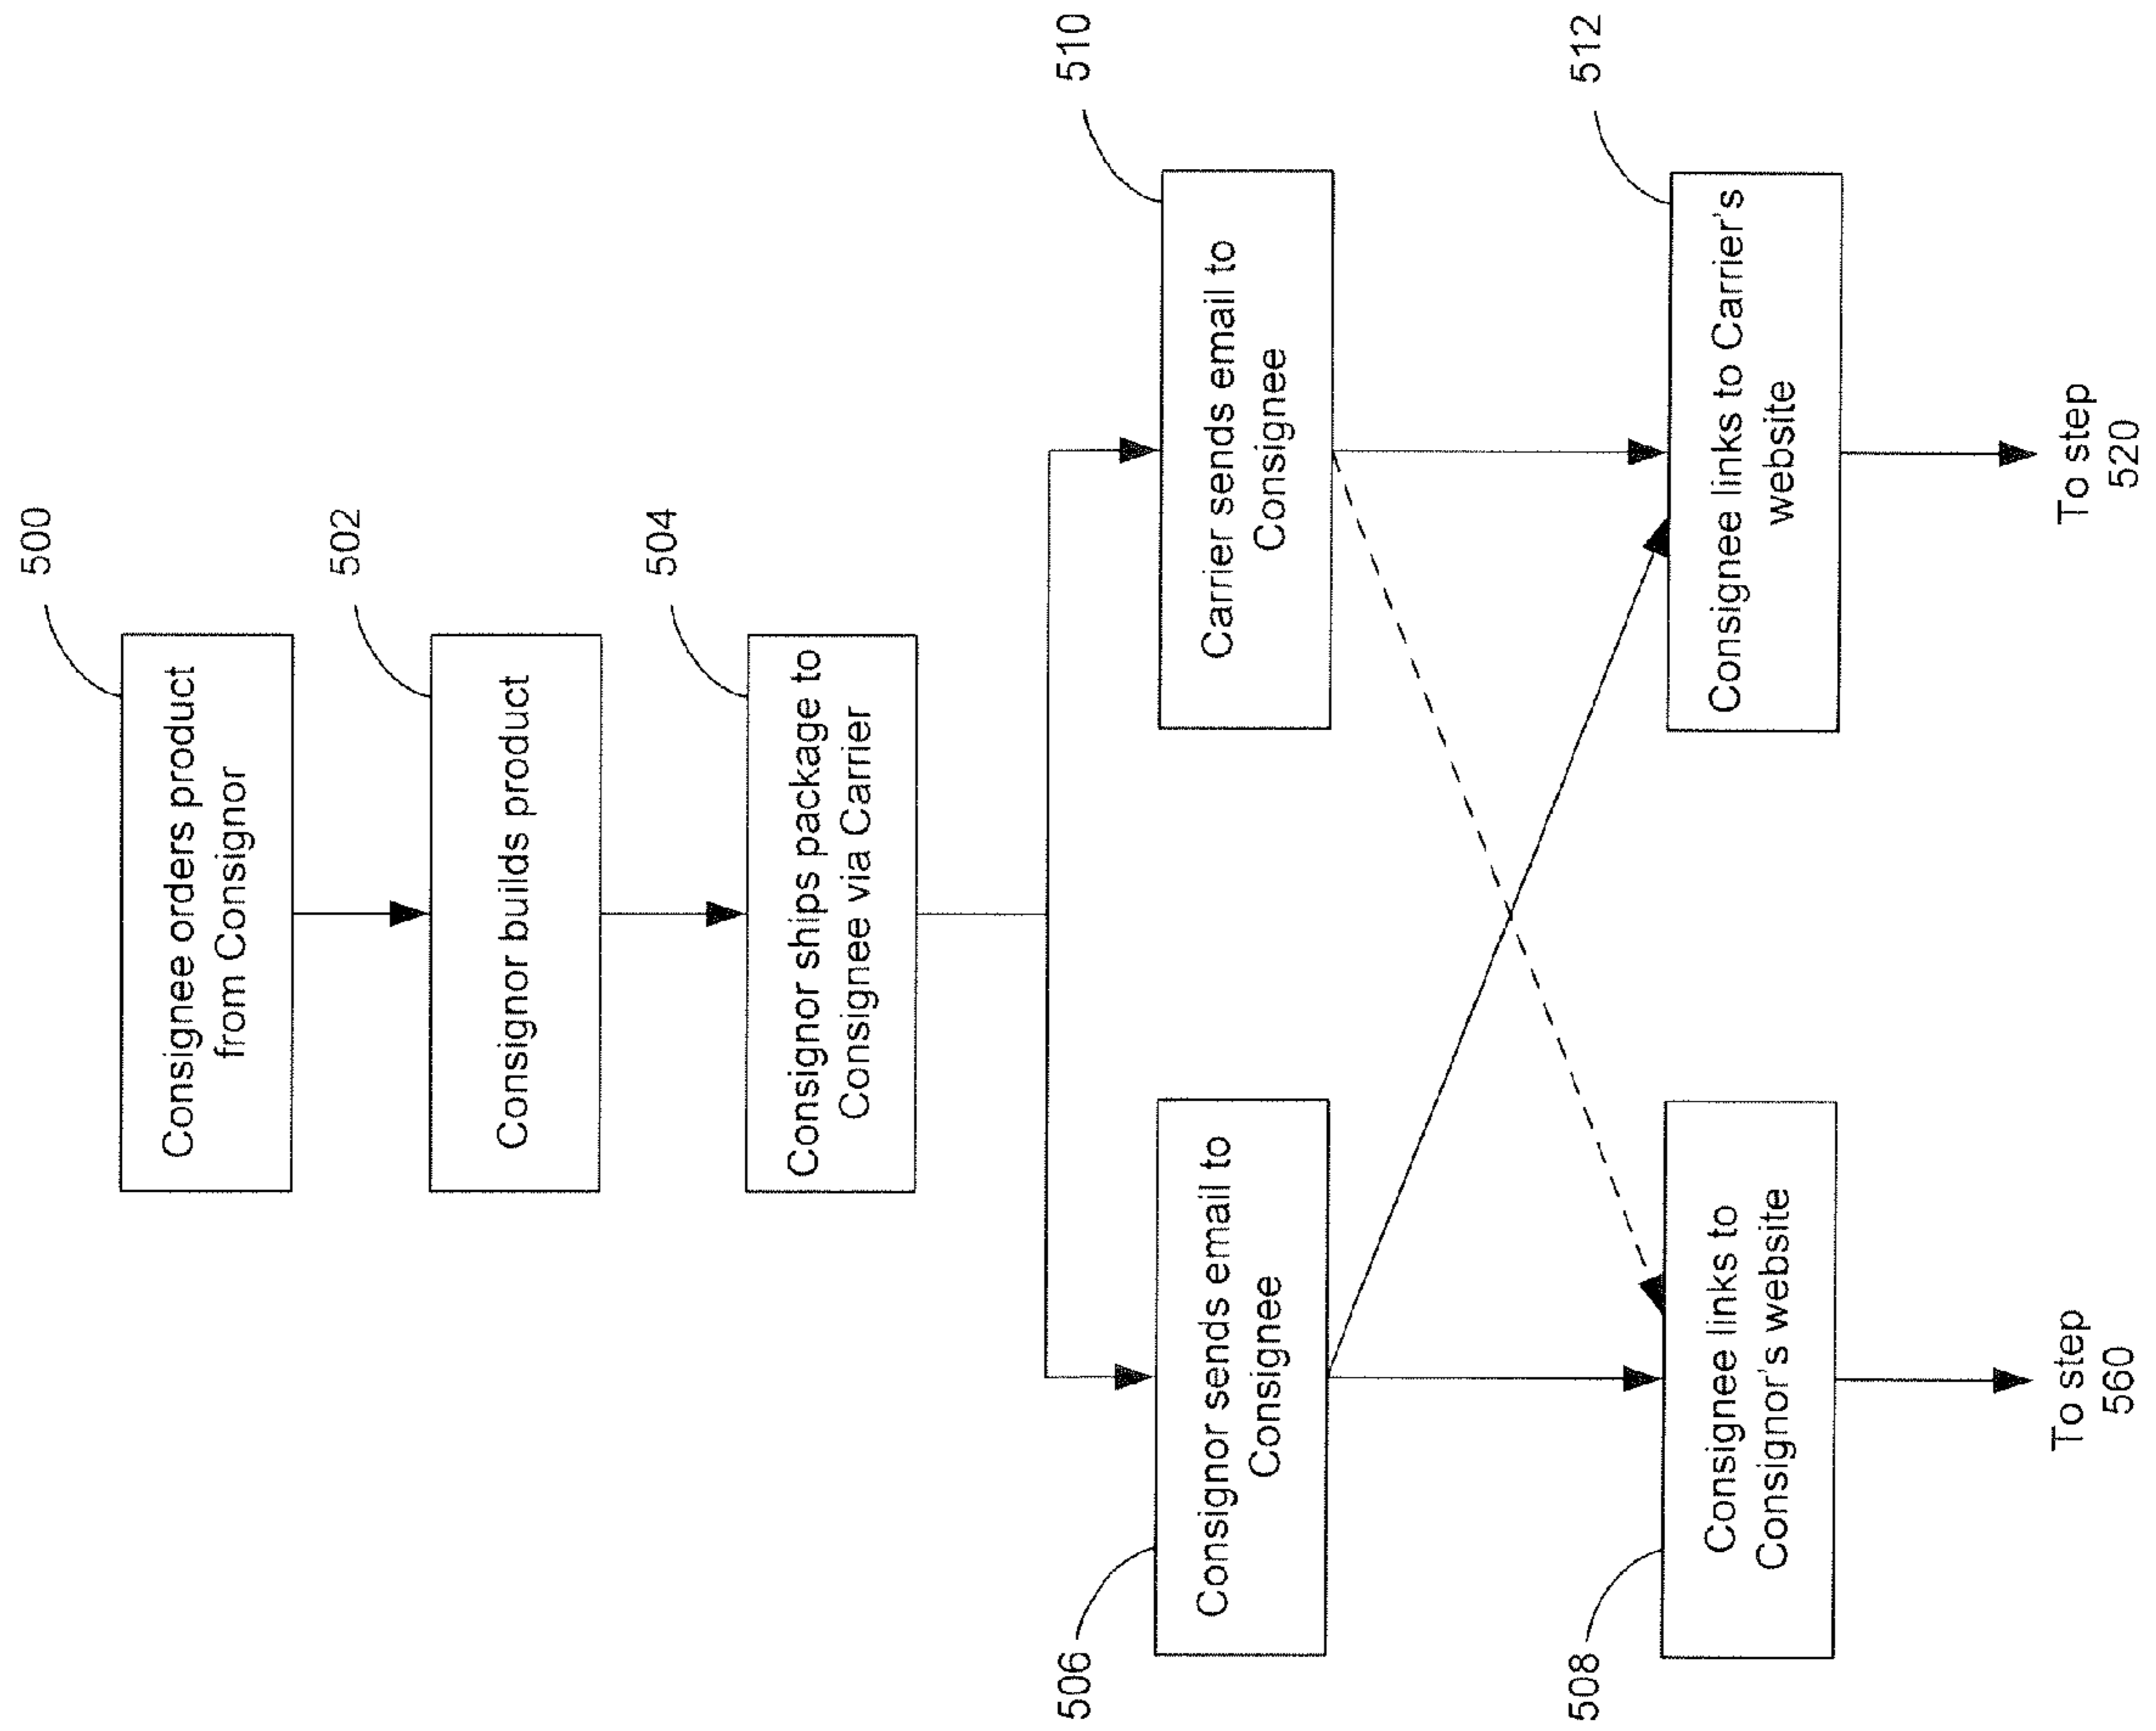 500
Consignee orders product
from Consignor
502
Consignor builds product
504
Consignor ships package to
Consignee via Carrier
506
Consignor sends email to
Consignee
510
Carrier sends email to
Consignee
508
Consignee links to
Consignor's website
512
Consignee links to Carrier's
website
To step
560
To step
520